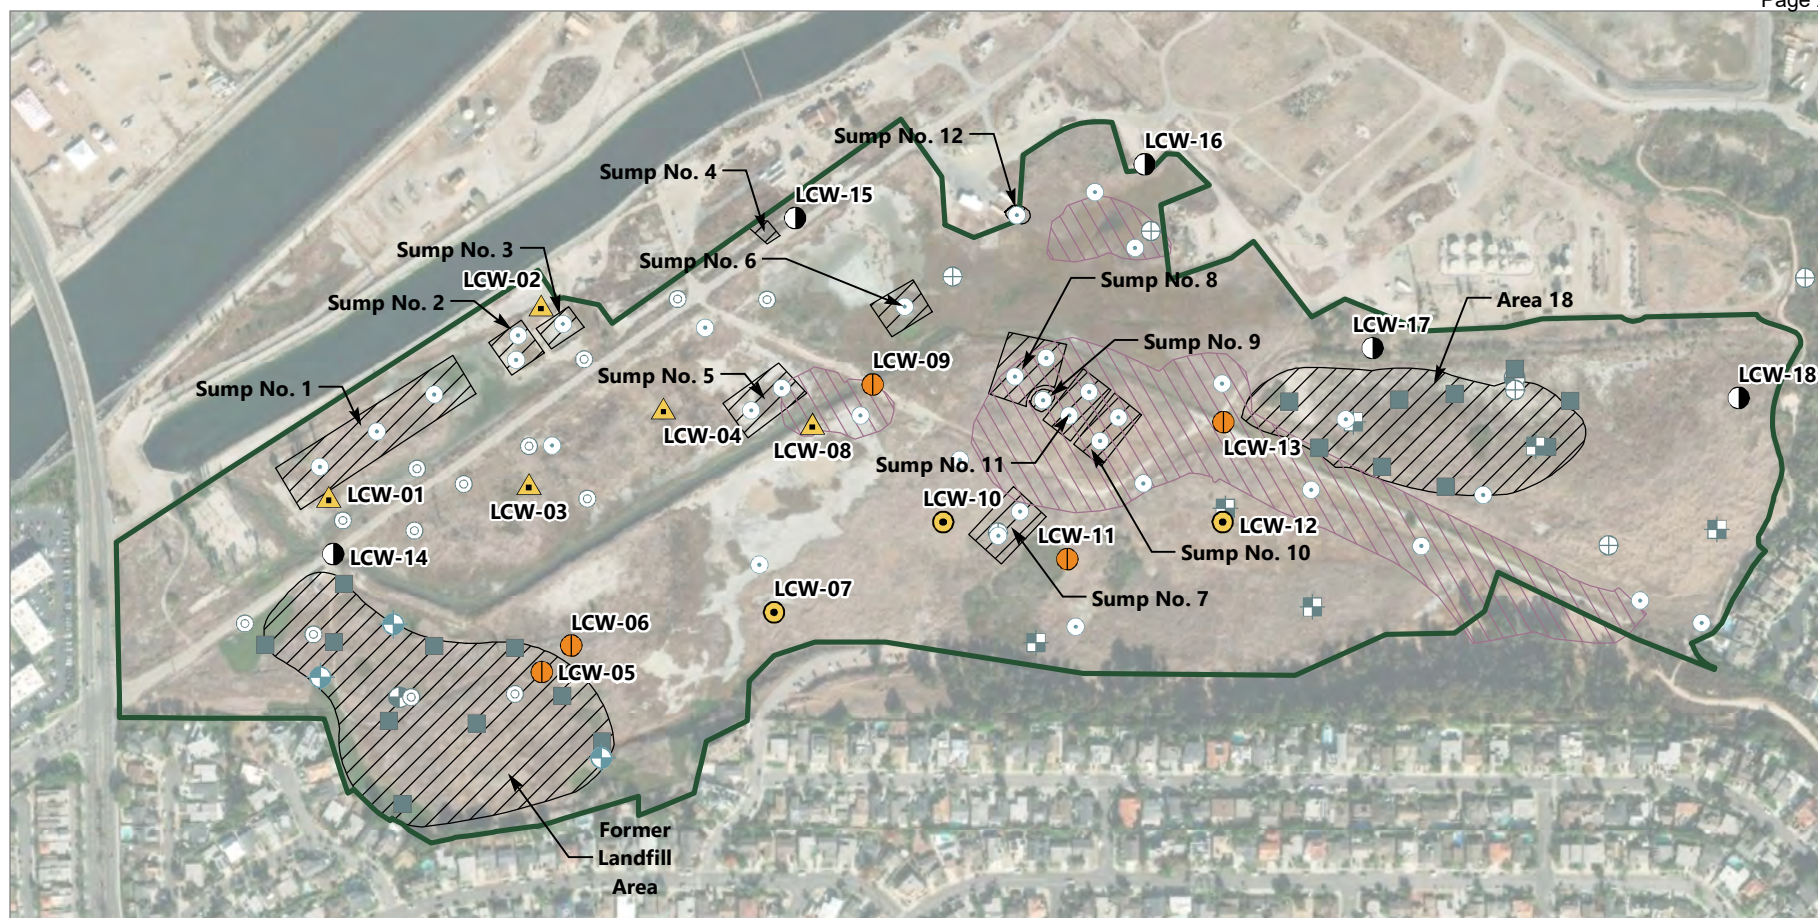 Page
Sump No. 12
LCW-16
Sump No. 4
LCW-15
Sump No. 3
Sump No. 6
LCW-02
Sump No. 8
Sump No. 2
Area 18
LCW-17
Sump No. 9
LCW-09
Sump No. 5
LCW-18
Sump No. 1
LCW-04
LCW-13
LCW-08
Sump No. 11
LCW-01
LCW-10
LCW-03
LCW-12
LCW-11
Sump No. 10
LCW-14
LCW-07
Sump No. 7
LCW-06
LCW-05
Former
Landfill
Area